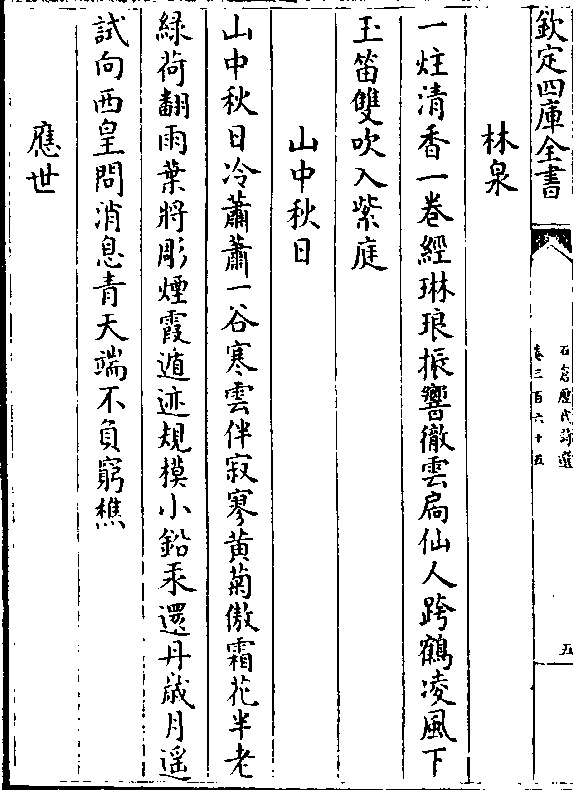 欽定四庫全書
石倉歷代詩選
卷三百六十五
五
林泉
一炷清香一卷經琳琅振響徹雲扄仙人跨鶴凌風下
玉笛雙吹入紫庭
山中秋日
山中秋日冷蕭蕭一谷寒雲伴寂寥黄菊傲霜花半老
綠荷翻雨葉將彫煙霞遁迹規模小鉛汞還丹嵗月遥
試向西皇問消息青天端不負窮樵
應世